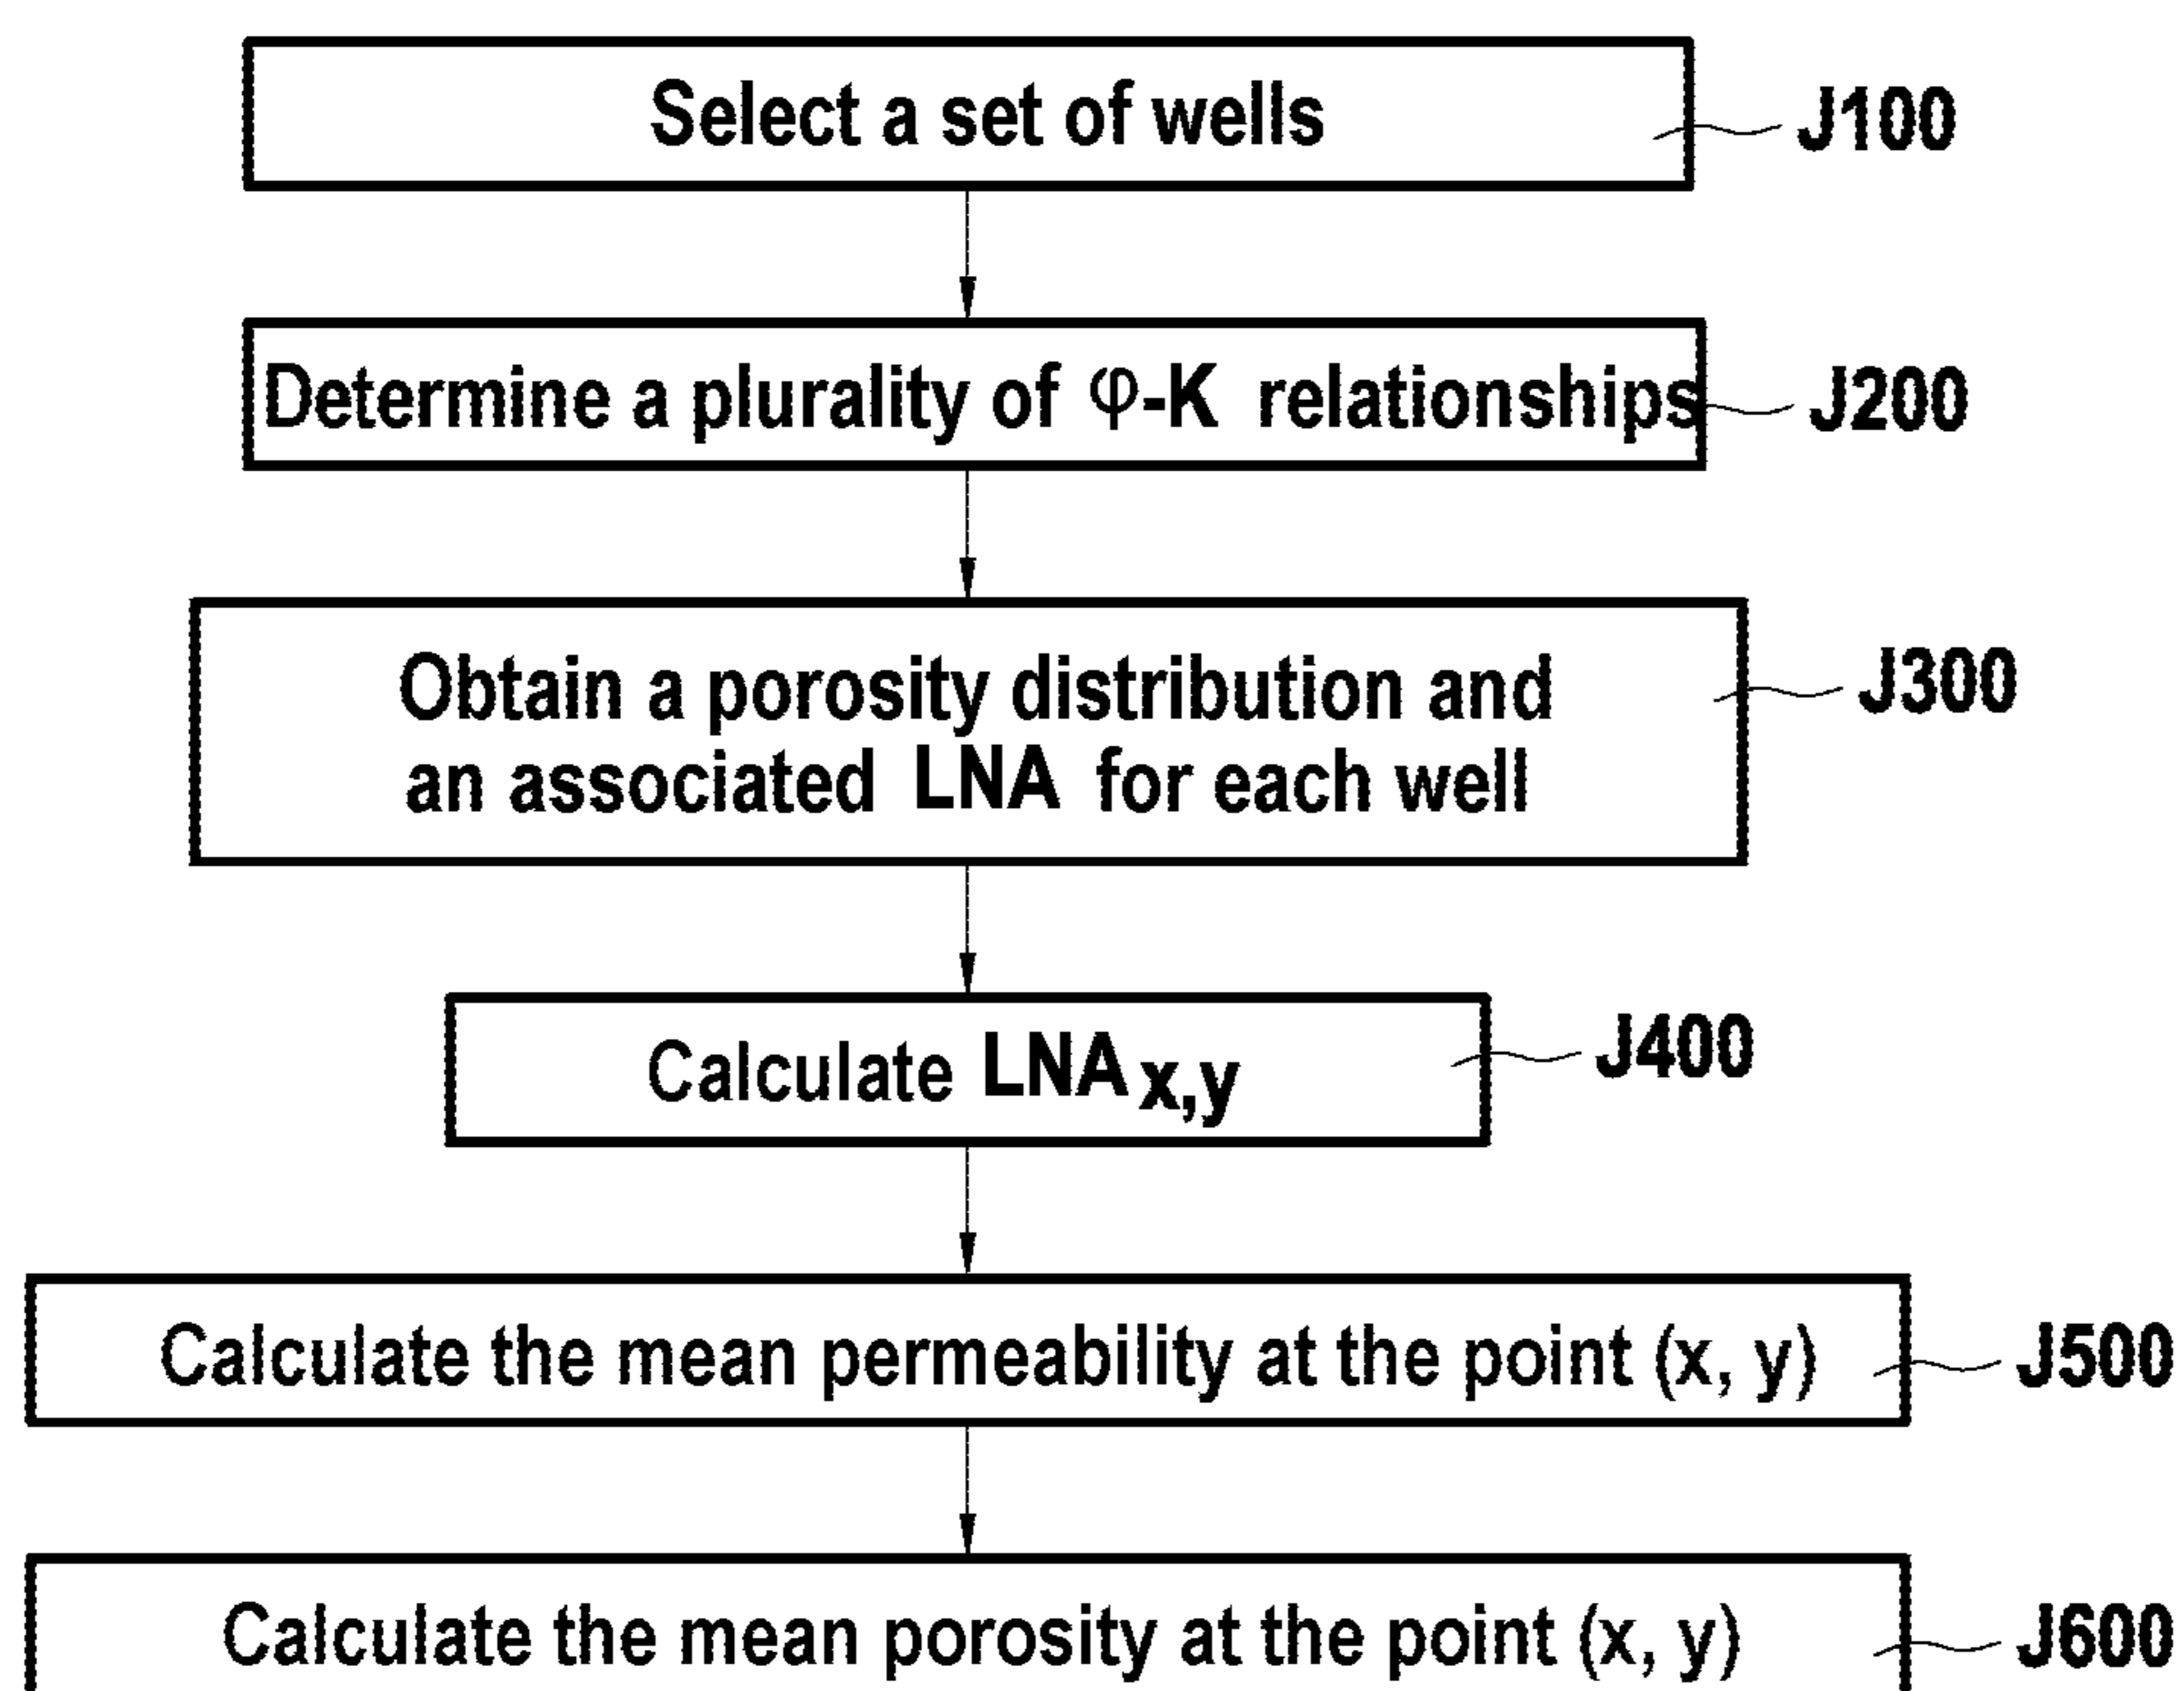 Select a set of wells
J100
Determine a plurality of φ-K relationships
J200
Obtain a porosity distribution and
an associated LNA for each well
J300
Calculate LNA x,y
J400
Calculate the mean permeability at the point (x, y)
J500
Calculate the mean porosity at the point (x, y)
J600